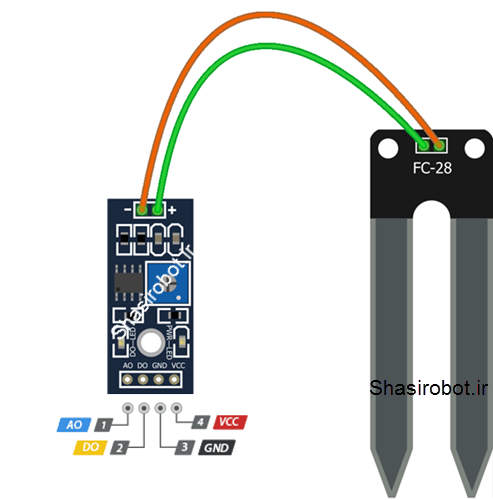 FC-28
- +
Shasirobot.ir
DO-LED
PWR-LED
AO DO GND VCC
AO 1
4 VCC
DO 2
3 GND
Shasirobot.ir